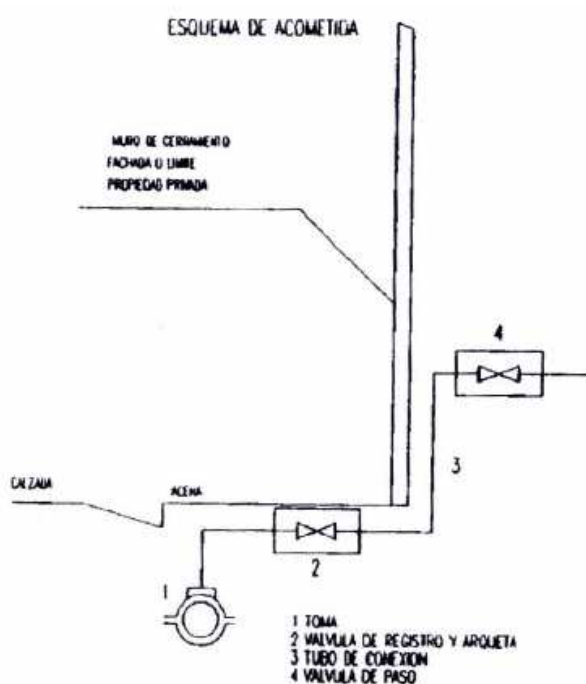 ESQUEMA DE ACOMETIDA
MURO DE CERRAMIENTO
FACHADA O LIMITE
PROPIEDAD PRIVADA
4
3
CALZADA
ACERA
2
1
1 TOMA
2 VALVULA DE REGISTRO Y ARQUETA
3 TUBO DE CONEXION
4 VALVULA DE PASO